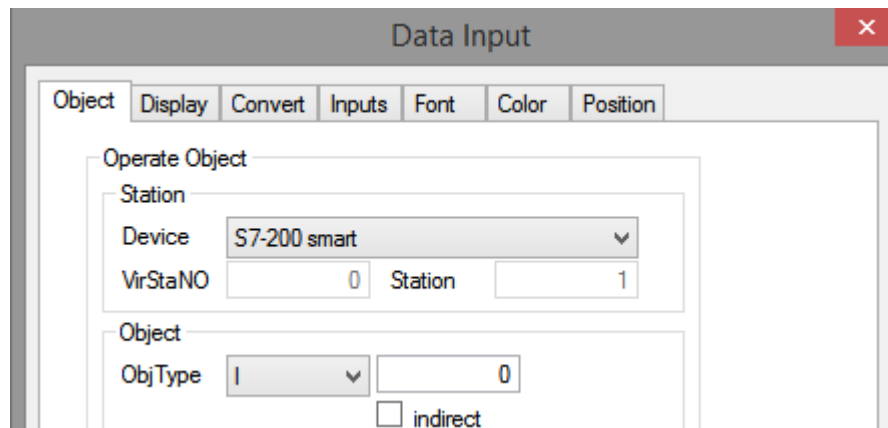 Data Input
Object Display Convert Inputs Font Color Position
Operate Object
Station
Device S7-200 smart
VirStaNO 0 Station 1
Object
ObjType I 0
indirect